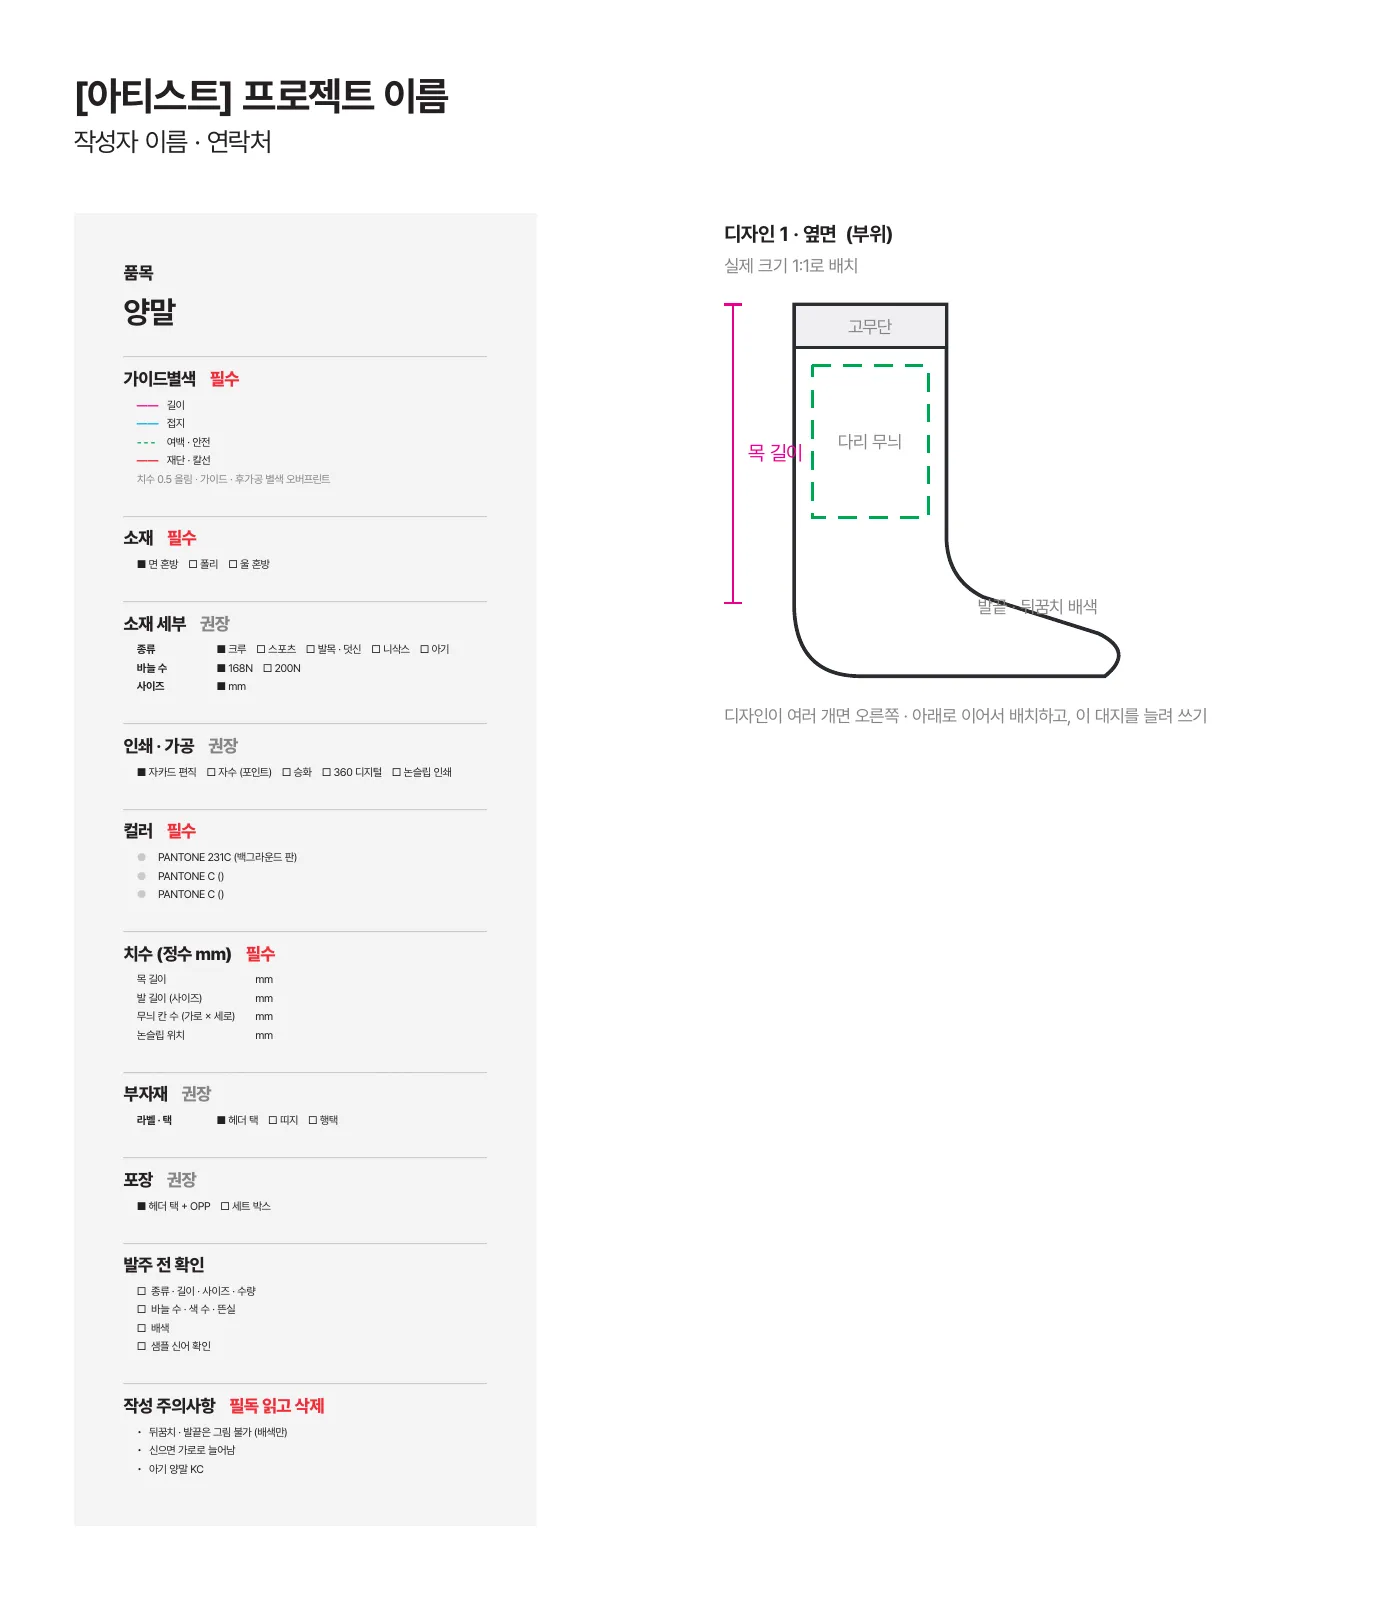 [아티스트] 프로젝트 이름
작성자 이름 · 연락처
품목
양말
가이드별색 필수
길이
접지
여백 · 안전
재단 · 칼선
치수 0.5 올림 · 가이드 · 후가공 별색 오버프린트
소재 필수
■ 면 혼방 □ 폴리 □ 울 혼방
소재 세부 권장
종류 ■ 크루 □ 스포츠 □ 발목 · 덧신 □ 니삭스 □ 아기
바늘 수 ■ 168N □ 200N
사이즈 ■ mm
인쇄 · 가공 권장
■ 자카드 편직 □ 자수 (포인트) □ 승화 □ 360 디지털 □ 논슬립 인쇄
컬러 필수
PANTONE 231C (백그라운드 판)
PANTONE C ()
PANTONE C ()
치수 (정수 mm) 필수
목 길이 mm
발 길이 (사이즈) mm
무늬 칸 수 (가로 × 세로) mm
논슬립 위치 mm
부자재 권장
라벨 · 택 ■ 헤더 택 □ 띠지 □ 행택
포장 권장
■ 헤더 택 + OPP □ 세트 박스
발주 전 확인
□ 종류 · 길이 · 사이즈 · 수량
□ 바늘 수 · 색 수 · 뜬실
□ 배색
□ 샘플 신어 확인
작성 주의사항 필독 읽고 삭제
· 뒤꿈치 · 발끝은 그림 불가 (배색만)
· 신으면 가로로 늘어남
· 아기 양말 KC
디자인 1 · 옆면 (부위)
실제 크기 1:1로 배치
고무단
다리 무늬
목 길이
발끝 · 뒤꿈치 배색
디자인이 여러 개면 오른쪽 · 아래로 이어서 배치하고, 이 대지를 늘려 쓰기